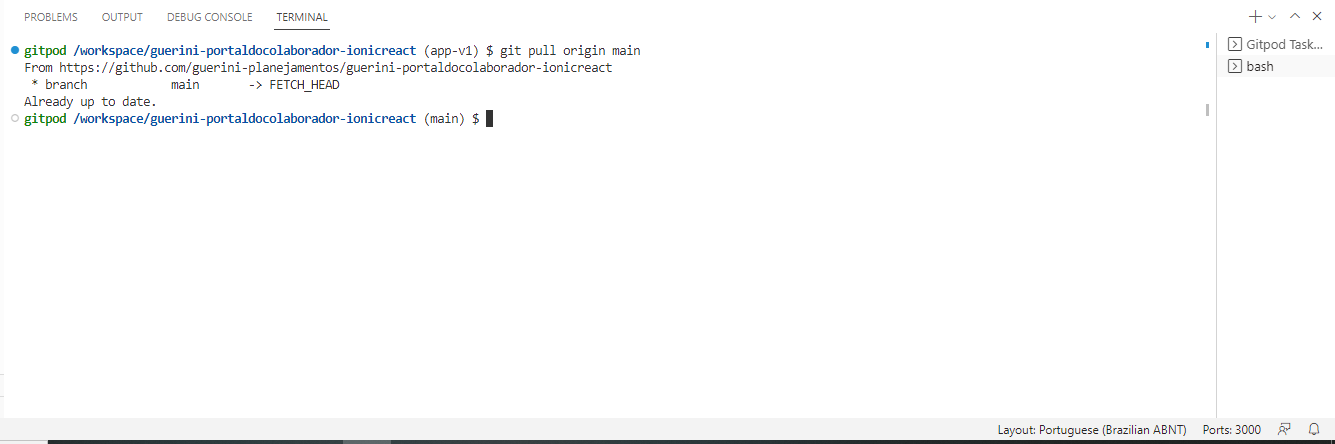 PROBLEMS OUTPUT DEBUG CONSOLE TERMINAL
gitpod /workspace/guerini-portaldocolaborador-ionicreact (app-v1) $ git pull origin main
From https://github.com/guerini-planejamentos/guerini-portaldocolaborador-ionicreact
* branch main -> FETCH_HEAD
Already up to date.
gitpod /workspace/guerini-portaldocolaborador-ionicreact (main) $
Gitpod Task...
bash
Layout: Portuguese (Brazilian ABNT) Ports: 3000